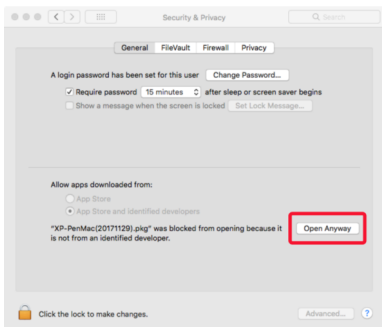 Security & Privacy
Search
General FileVault Firewall Privacy
A login password has been set for this user Change Password...
Require password 15 minutes after sleep or screen saver begins
Show a message when the screen is locked Set Lock Message...
Allow apps downloaded from:
App Store
App Store and identified developers
"XP-PenMac(20171129).pkg" was blocked from opening because it Open Anyway
is not from an identified developer.
Click the lock to make changes. Advanced... ?